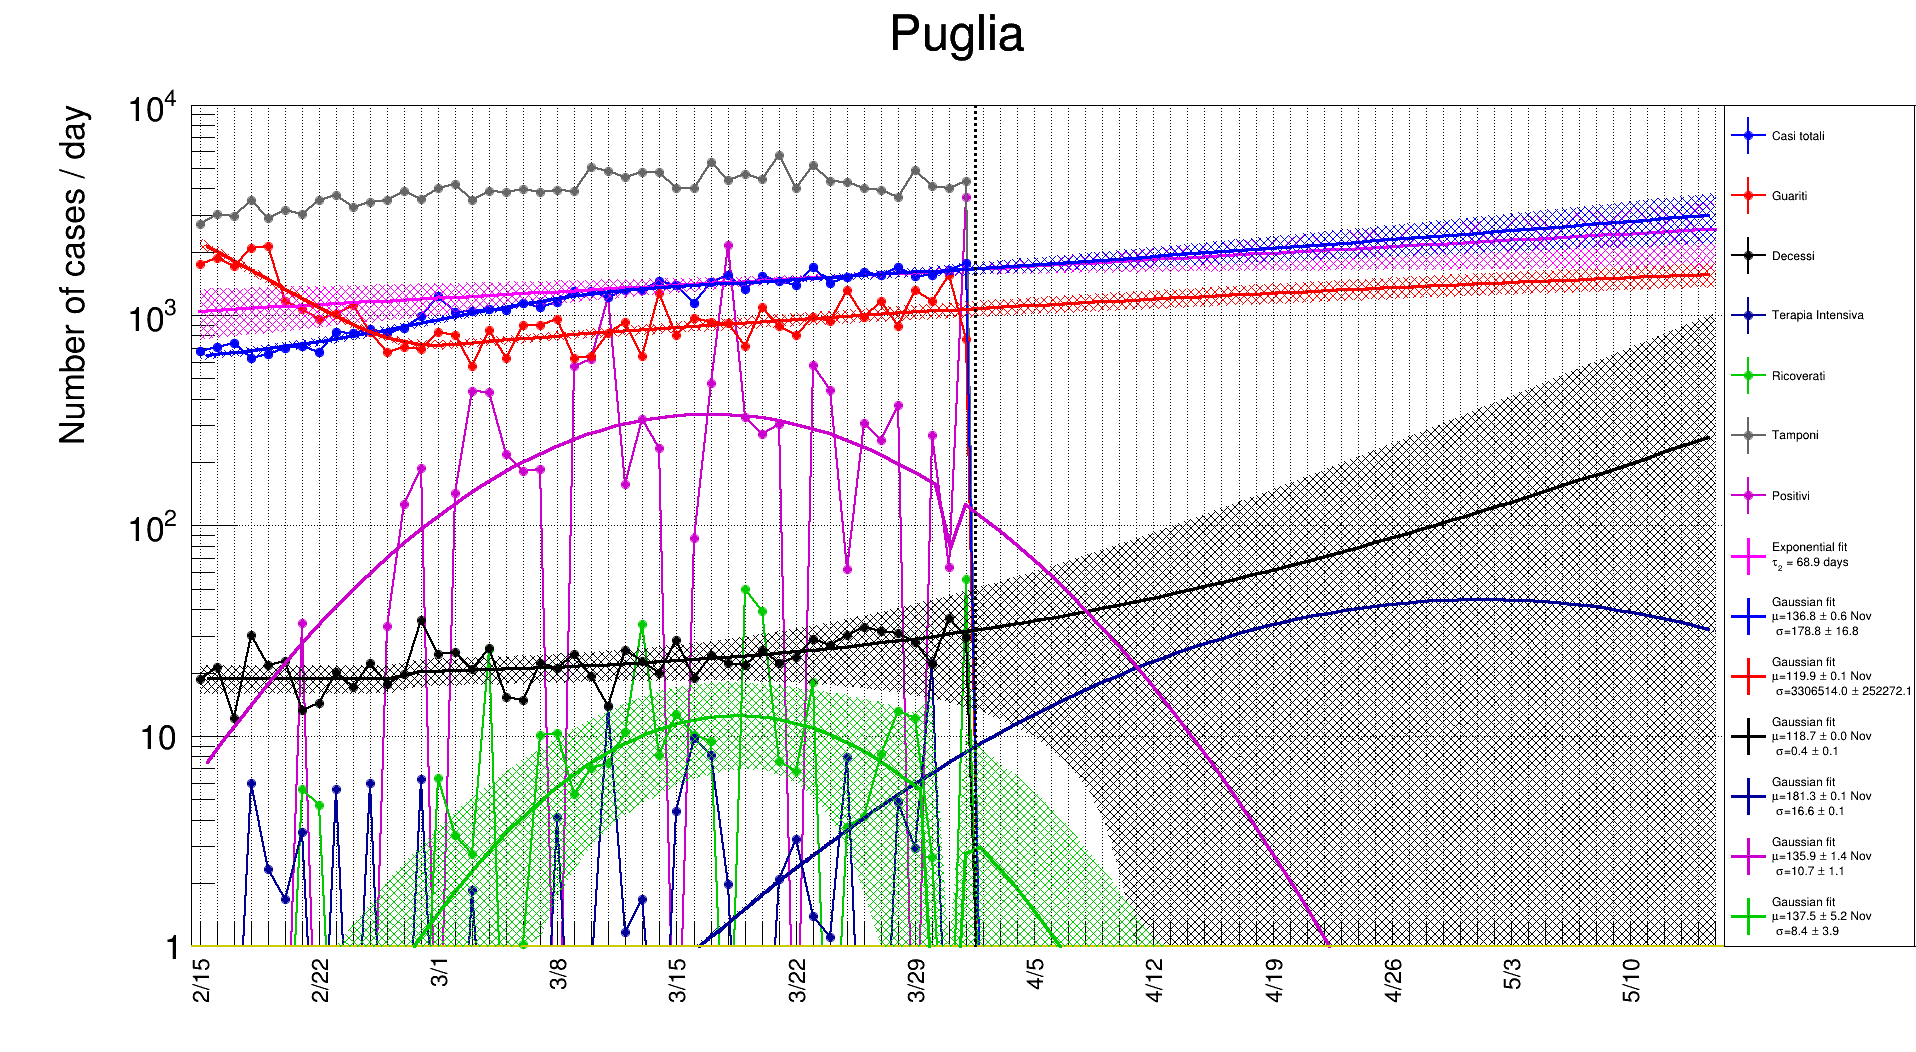 Puglia
Number of cases / day
10^4
10^3
10^2
10
1
2/15
2/22
3/1
3/8
3/15
3/22
3/29
4/5
4/12
4/19
4/26
5/3
5/10
Casi totali
Guariti
Decessi
Terapia Intensiva
Ricoverati
Tamponi
Positivi
Exponential fit
τ_2 = 68.9 days
Gaussian fit
μ=136.8 ± 0.6 Nov
σ=178.8 ± 16.8
Gaussian fit
μ=119.9 ± 0.1 Nov
σ=3306514.0 ± 252272.1
Gaussian fit
μ=118.7 ± 0.0 Nov
σ=0.4 ± 0.1
Gaussian fit
μ=181.3 ± 0.1 Nov
σ=16.6 ± 0.1
Gaussian fit
μ=135.9 ± 1.4 Nov
σ=10.7 ± 1.1
Gaussian fit
μ=137.5 ± 5.2 Nov
σ=8.4 ± 3.9